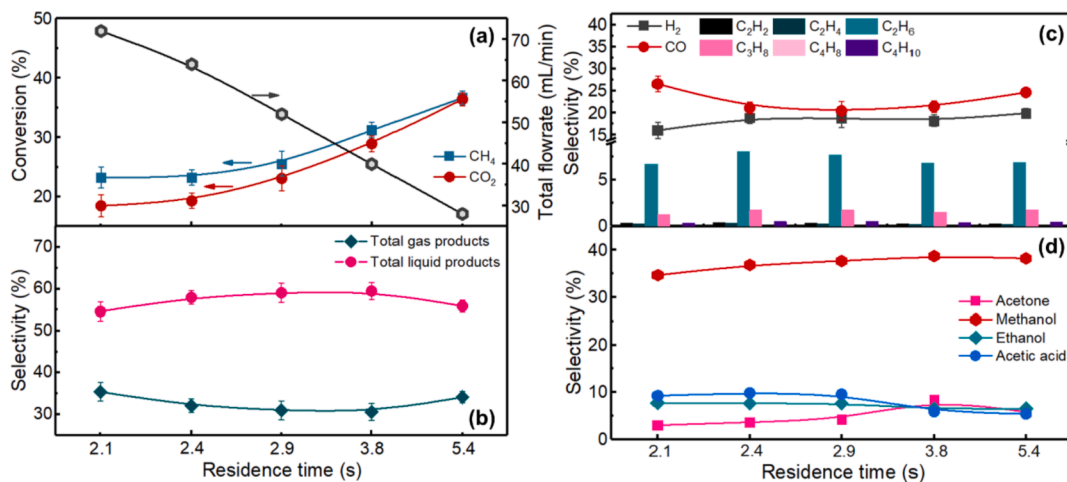 (a)
Conversion (%)
50
40
30
20
Total flowrate (mL/min)
70
60
50
40
30
CH₄
CO₂
(b)
Selectivity (%)
70
60
50
40
30
Total gas products
Total liquid products
2.1 2.4 2.9 3.8 5.4
Residence time (s)
(c)
H₂ C₂H₂ C₂H₄ C₂H₆
CO C₃H₈ C₄H₈ C₄H₁₀
Selectivity (%)
40
35
30
25
20
15
5
0
(d)
Selectivity (%)
40
30
20
10
0
Acetone
Methanol
Ethanol
Acetic acid
2.1 2.4 2.9 3.8 5.4
Residence time (s)